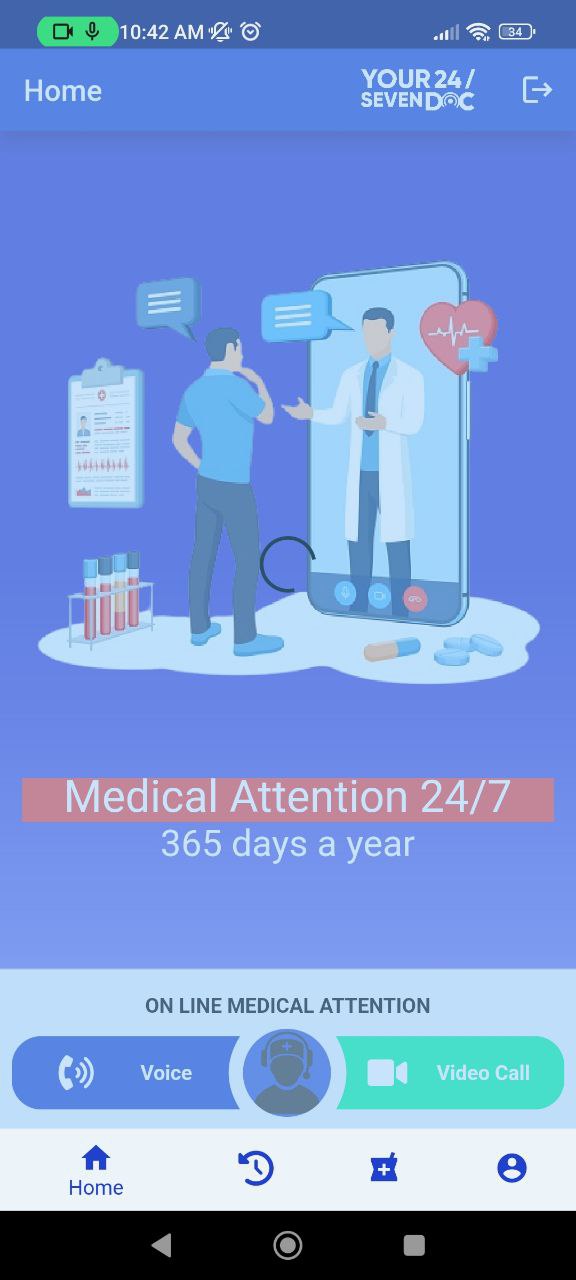 10:42 AM
34
Home
YOUR 24/
SEVEN DOC
Medical Attention 24/7
365 days a year
ON LINE MEDICAL ATTENTION
Voice
Video Call
Home